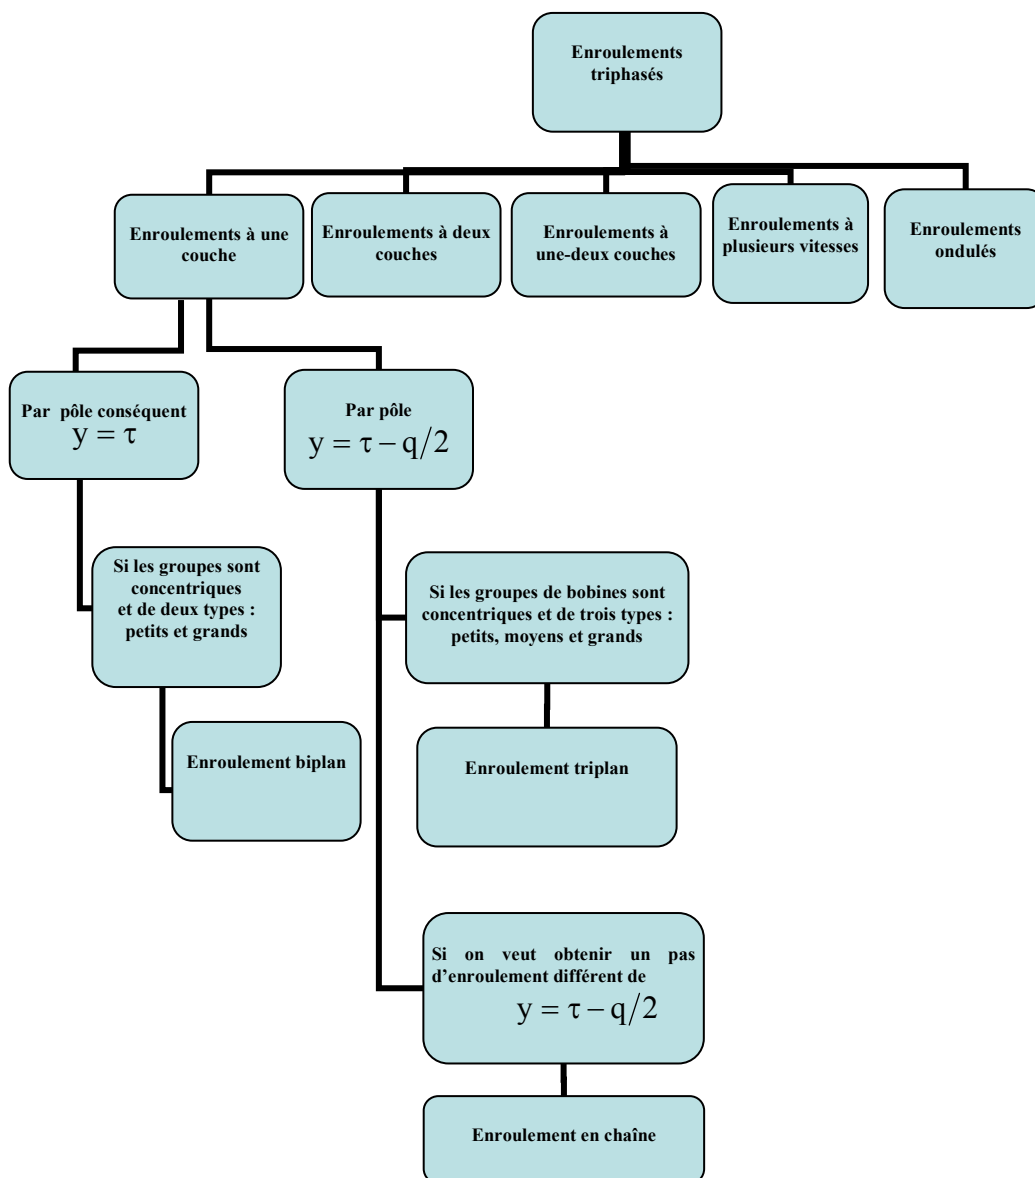 Enroulements
triphasés
Enroulements à une
couche
Enroulements à deux
couches
Enroulements à
une-deux couches
Enroulements à
plusieurs vitesses
Enroulements
ondulés
Par pôle conséquent
y = τ
Par pôle
y = τ − q/2
Si les groupes sont
concentriques
et de deux types :
petits et grands
Si les groupes de bobines sont
concentriques et de trois types :
petits, moyens et grands
Enroulement biplan
Enroulement triplan
Si on veut obtenir un pas
d’enroulement différent de
y = τ − q/2
Enroulement en chaîne